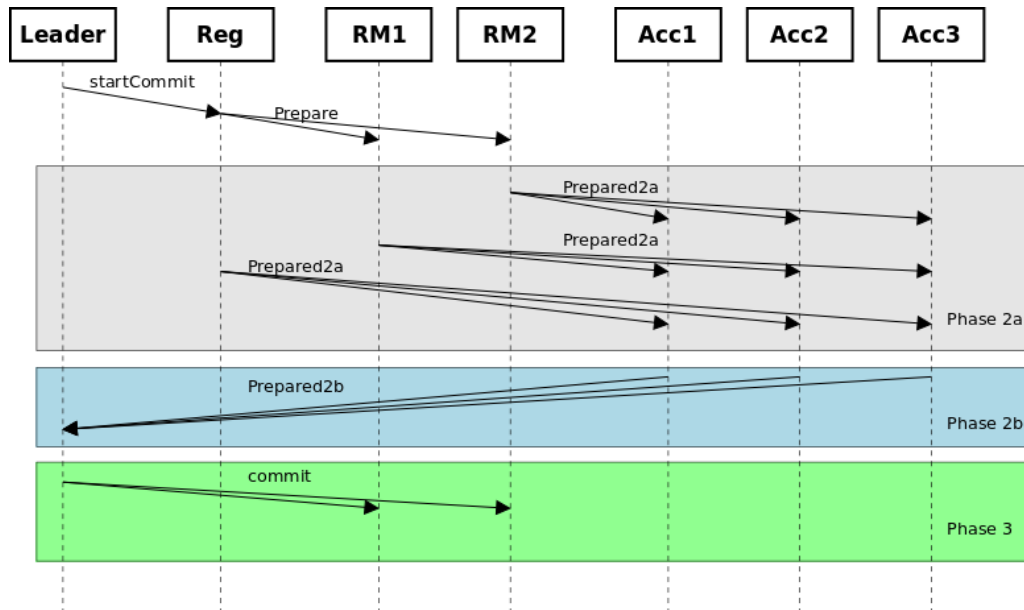 Leader Reg RM1 RM2 Acc1 Acc2 Acc3
startCommit
Prepare
Prepared2a
Prepared2a
Prepared2a
Phase 2a
Prepared2b
Phase 2b
commit
Phase 3